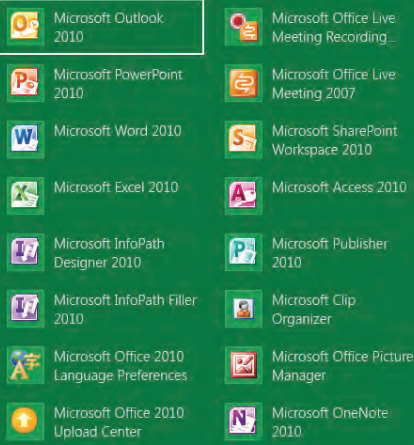 Microsoft Outlook
2010
Microsoft PowerPoint
2010
Microsoft Word 2010
Microsoft Excel 2010
Microsoft InfoPath
Designer 2010
Microsoft InfoPath Filler
2010
Microsoft Office 2010
Language Preferences
Microsoft Office 2010
Upload Center
Microsoft Office Live
Meeting Recording...
Microsoft Office Live
Meeting 2007
Microsoft SharePoint
Workspace 2010
Microsoft Access 2010
Microsoft Publisher
2010
Microsoft Clip
Organizer
Microsoft Office Picture
Manager
Microsoft OneNote
2010